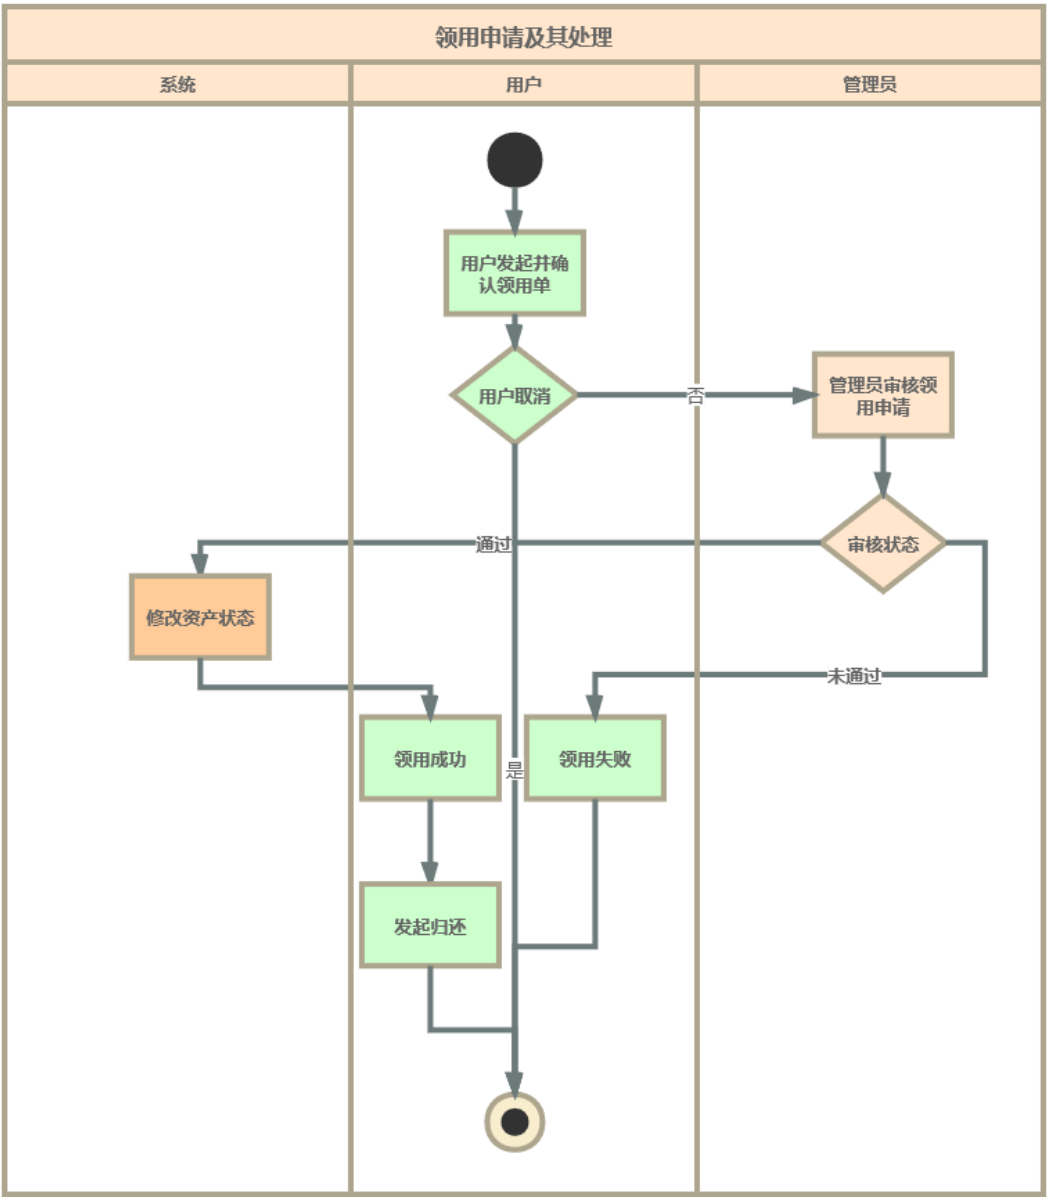 领用申请及其处理
系统
用户
管理员
用户发起并确
认领用单
用户取消
否
管理员审核领
用申请
通过
审核状态
修改资产状态
未通过
领用成功
是
领用失败
发起归还